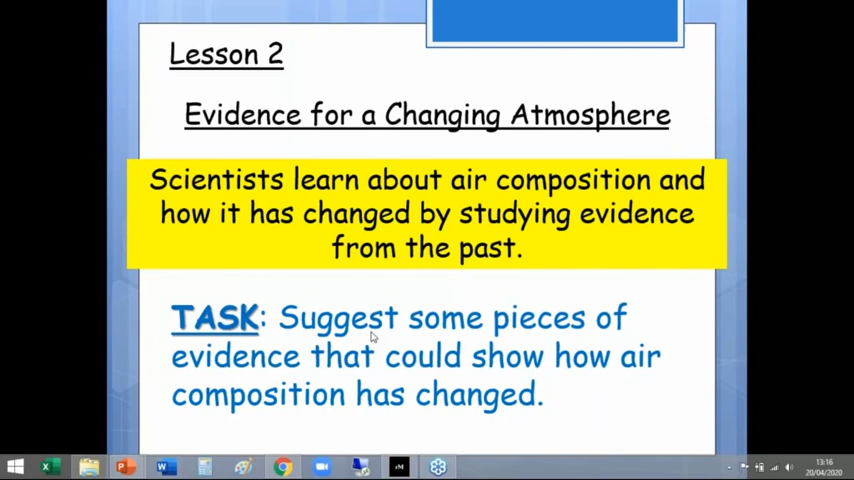 Lesson 2
Evidence for a Changing Atmosphere
Scientists learn about air composition and
how it has changed by studying evidence
from the past.
TASK: Suggest some pieces of
evidence that could show how air
composition has changed.
13:16
20/04/2020